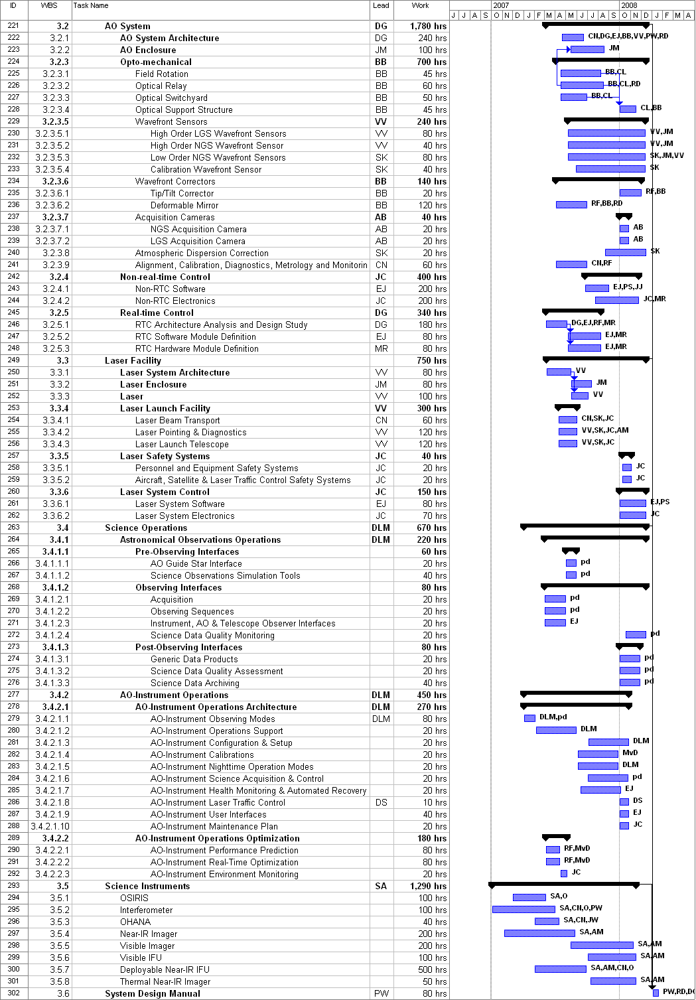 ID WBS Task Name Lead Work 2007 2008
J J A S O N D J F M A M J J A S O N D J F M A
221 3.2 AO System DG 1,780 hrs
222 3.2.1 AO System Architecture DG 240 hrs CN,DG,EJ,BB,VV,PW,RD
223 3.2.2 AO Enclosure JM 100 hrs JM
224 3.2.3 Opto-mechanical BB 700 hrs
225 3.2.3.1 Field Rotation BB 45 hrs BB,CL
226 3.2.3.2 Optical Relay BB 60 hrs BB,CL,RD
227 3.2.3.3 Optical Switchyard BB 50 hrs BB,CL
228 3.2.3.4 Optical Support Structure BB 45 hrs CL,BB
229 3.2.3.5 Wavefront Sensors VV 240 hrs
230 3.2.3.5.1 High Order LGS Wavefront Sensors VV 80 hrs VV,JM
231 3.2.3.5.2 High Order NGS Wavefront Sensor VV 40 hrs VV,JM
232 3.2.3.5.3 Low Order NGS Wavefront Sensors SK 80 hrs SK,JM,VV
233 3.2.3.5.4 Calibration Wavefront Sensor SK 40 hrs SK
234 3.2.3.6 Wavefront Correctors BB 140 hrs
235 3.2.3.6.1 Tip/Tilt Corrector BB 20 hrs RF,BB
236 3.2.3.6.2 Deformable Mirror BB 120 hrs RF,BB,RD
237 3.2.3.7 Acquisition Cameras AB 40 hrs
238 3.2.3.7.1 NGS Acquisition Camera AB 20 hrs AB
239 3.2.3.7.2 LGS Acquisition Camera AB 20 hrs AB
240 3.2.3.8 Atmospheric Dispersion Correction SK 20 hrs SK
241 3.2.3.9 Alignment, Calibration, Diagnostics, Metrology and Monitorin CN 60 hrs CN,RF
242 3.2.4 Non-real-time Control JC 400 hrs
243 3.2.4.1 Non-RTC Software EJ 200 hrs EJ,PS,JJ
244 3.2.4.2 Non-RTC Electronics JC 200 hrs JC,MR
245 3.2.5 Real-time Control DG 340 hrs
246 3.2.5.1 RTC Architecture Analysis and Design Study DG 180 hrs DG,EJ,RF,MR
247 3.2.5.2 RTC Software Module Definition EJ 80 hrs EJ,MR
248 3.2.5.3 RTC Hardware Module Definition MR 80 hrs EJ,MR
249 3.3 Laser Facility 750 hrs
250 3.3.1 Laser System Architecture VV 80 hrs VV
251 3.3.2 Laser Enclosure JM 80 hrs JM
252 3.3.3 Laser VV 100 hrs VV
253 3.3.4 Laser Launch Facility VV 300 hrs
254 3.3.4.1 Laser Beam Transport CN 60 hrs CN,SK,JC
255 3.3.4.2 Laser Pointing & Diagnostics VV 120 hrs VV,SK,JC,AM
256 3.3.4.3 Laser Launch Telescope VV 120 hrs VV,SK,JC
257 3.3.5 Laser Safety Systems JC 40 hrs
258 3.3.5.1 Personnel and Equipment Safety Systems JC 20 hrs JC
259 3.3.5.2 Aircraft, Satellite & Laser Traffic Control Safety Systems JC 20 hrs JC
260 3.3.6 Laser System Control JC 150 hrs
261 3.3.6.1 Laser System Software EJ 80 hrs EJ,PS
262 3.3.6.2 Laser System Electronics JC 70 hrs JC
263 3.4 Science Operations DLM 670 hrs
264 3.4.1 Astronomical Observations Operations DLM 220 hrs
265 3.4.1.1 Pre-Observing Interfaces 60 hrs
266 3.4.1.1.1 AO Guide Star Interface 20 hrs pd
267 3.4.1.1.2 Science Observations Simulation Tools 40 hrs pd
268 3.4.1.2 Observing Interfaces 80 hrs
269 3.4.1.2.1 Acquisition 20 hrs pd
270 3.4.1.2.2 Observing Sequences 20 hrs pd
271 3.4.1.2.3 Instrument, AO & Telescope Observer Interfaces 20 hrs EJ
272 3.4.1.2.4 Science Data Quality Monitoring 20 hrs pd
273 3.4.1.3 Post-Observing Interfaces 80 hrs
274 3.4.1.3.1 Generic Data Products 20 hrs pd
275 3.4.1.3.2 Science Data Quality Assessment 20 hrs pd
276 3.4.1.3.3 Science Data Archiving 40 hrs pd
277 3.4.2 AO-Instrument Operations DLM 450 hrs
278 3.4.2.1 AO-Instrument Operations Architecture DLM 270 hrs
279 3.4.2.1.1 AO-Instrument Observing Modes DLM 80 hrs DLM,pd
280 3.4.2.1.2 AO-Instrument Operations Support 20 hrs DLM
281 3.4.2.1.3 AO-Instrument Configuration & Setup 20 hrs DLM
282 3.4.2.1.4 AO-Instrument Calibrations 20 hrs MvD
283 3.4.2.1.5 AO-Instrument Nighttime Operation Modes 20 hrs DLM
284 3.4.2.1.6 AO-Instrument Science Acquisition & Control 20 hrs pd
285 3.4.2.1.7 AO-Instrument Health Monitoring & Automated Recovery 20 hrs EJ
286 3.4.2.1.8 AO-Instrument Laser Traffic Control DS 10 hrs DS
287 3.4.2.1.9 AO-Instrument User Interfaces 40 hrs EJ
288 3.4.2.1.10 AO-Instrument Maintenance Plan 20 hrs JC
289 3.4.2.2 AO-Instrument Operations Optimization 180 hrs
290 3.4.2.2.1 AO-Instrument Performance Prediction 80 hrs RF,MvD
291 3.4.2.2.2 AO-Instrument Real-Time Optimization 80 hrs RF,MvD
292 3.4.2.2.3 AO-Instrument Environment Monitoring 20 hrs JC
293 3.5 Science Instruments SA 1,290 hrs
294 3.5.1 OSIRIS 100 hrs SA,O
295 3.5.2 Interferometer 100 hrs SA,CN,O,PW
296 3.5.3 OHANA 40 hrs SA,CN,JW
297 3.5.4 Near-IR Imager 200 hrs SA,AM
298 3.5.5 Visible Imager 200 hrs SA,AM
299 3.5.6 Visible IFU 100 hrs SA,AM
300 3.5.7 Deployable Near-IR IFU 500 hrs SA,AM,CN,O
301 3.5.8 Thermal Near-IR Imager 50 hrs SA,AM
302 3.6 System Design Manual PW 80 hrs PW,RD,D